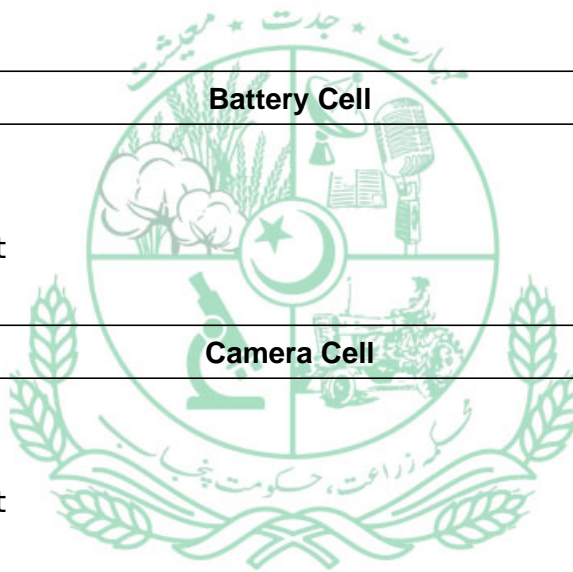 مہارت ٭ جدت ٭ معیشت
Battery Cell
t
Camera Cell
محکمہ زراعت، حکومت پنجاب
t